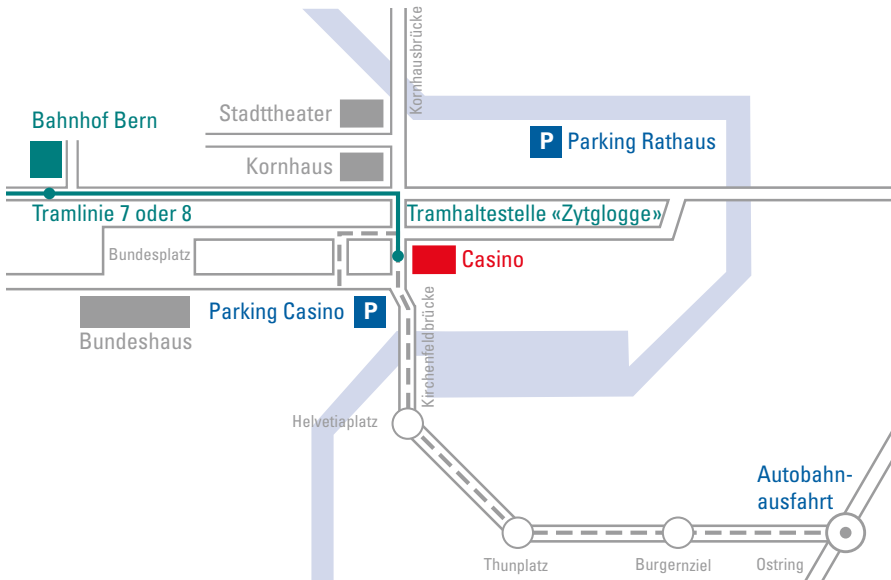 Kornhausbrücke
Stadttheater
Bahnhof Bern
P Parking Rathaus
Kornhaus
Tramlinie 7 oder 8
Tramhaltestelle «Zytglogge»
Bundesplatz
Casino
Parking Casino P
Bundeshaus
Kirchenfeldbrücke
Helvetiaplatz
Autobahn-
ausfahrt
Thunplatz
Burgernziel
Ostring